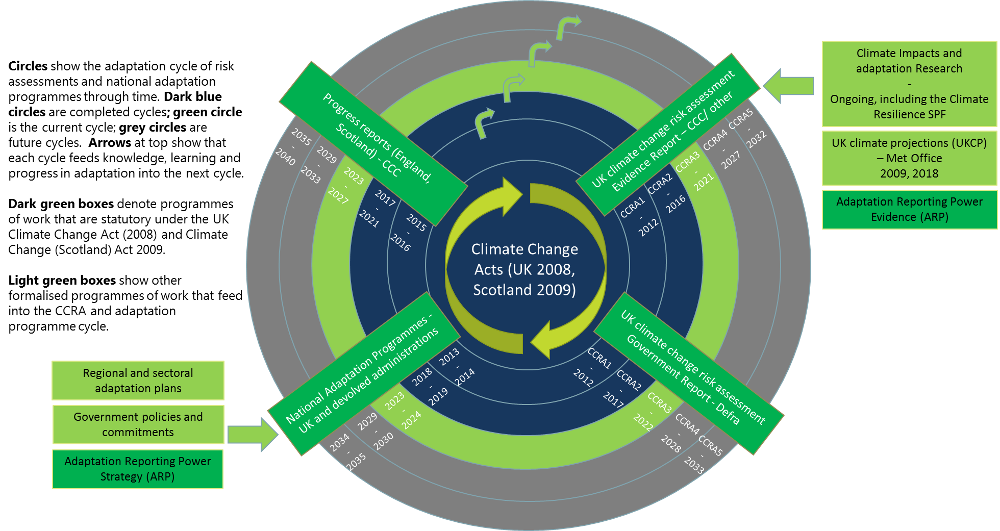 Circles show the adaptation cycle of risk
assessments and national adaptation
programmes through time. Dark blue
circles are completed cycles; green circle
is the current cycle; grey circles are
future cycles. Arrows at top show that
each cycle feeds knowledge, learning and
progress in adaptation into the next cycle.
Dark green boxes denote programmes
of work that are statutory under the UK
Climate Change Act (2008) and Climate
Change (Scotland) Act 2009.
Light green boxes show other
formalised programmes of work that feed
into the CCRA and adaptation
programme cycle.
Regional and sectoral
adaptation plans
Government policies and
commitments
Adaptation Reporting Power
Strategy (ARP)
Progress reports (England,
Scotland) - CCC
2035
-
2040
2029
-
2033
2023
-
2027
2017
-
2021
2015
-
2016
UK climate change risk assessment
Evidence Report – CCC/ other
CCRA1
-
2012
CCRA2
-
2016
CCRA3
-
2021
CCRA4
-
2027
CCRA5
-
2032
Climate Change
Acts (UK 2008,
Scotland 2009)
National Adaptation Programmes -
UK and devolved administrations
2013
-
2014
2018
-
2019
2023
-
2024
2029
-
2030
2034
-
2035
UK climate change risk assessment
Government Report - Defra
CCRA1
-
2012
CCRA2
-
2017
CCRA3
-
2022
CCRA4
-
2028
CCRA5
-
2033
Climate Impacts and
adaptation Research
-
Ongoing, including the Climate
Resilience SPF
UK climate projections (UKCP)
– Met Office
2009, 2018
Adaptation Reporting Power
Evidence (ARP)